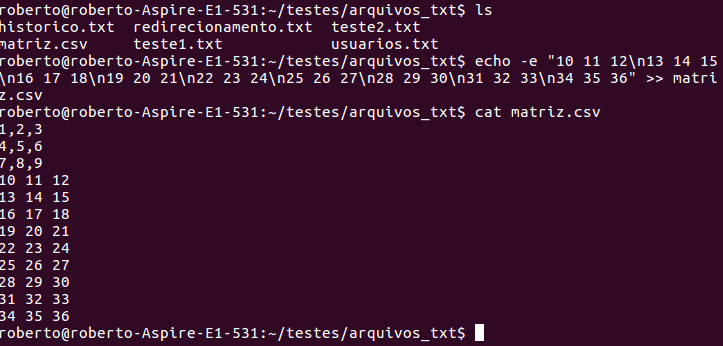 roberto@roberto-Aspire-E1-531:~/testes/arquivos_txt$ ls
historico.txt  redirecionamento.txt  teste2.txt
matriz.csv     teste1.txt            usuarios.txt
roberto@roberto-Aspire-E1-531:~/testes/arquivos_txt$ echo -e "10 11 12\n13 14 15
\n16 17 18\n19 20 21\n22 23 24\n25 26 27\n28 29 30\n31 32 33\n34 35 36" >> matri
z.csv
roberto@roberto-Aspire-E1-531:~/testes/arquivos_txt$ cat matriz.csv
1,2,3
4,5,6
7,8,9
10 11 12
13 14 15
16 17 18
19 20 21
22 23 24
25 26 27
28 29 30
31 32 33
34 35 36
roberto@roberto-Aspire-E1-531:~/testes/arquivos_txt$